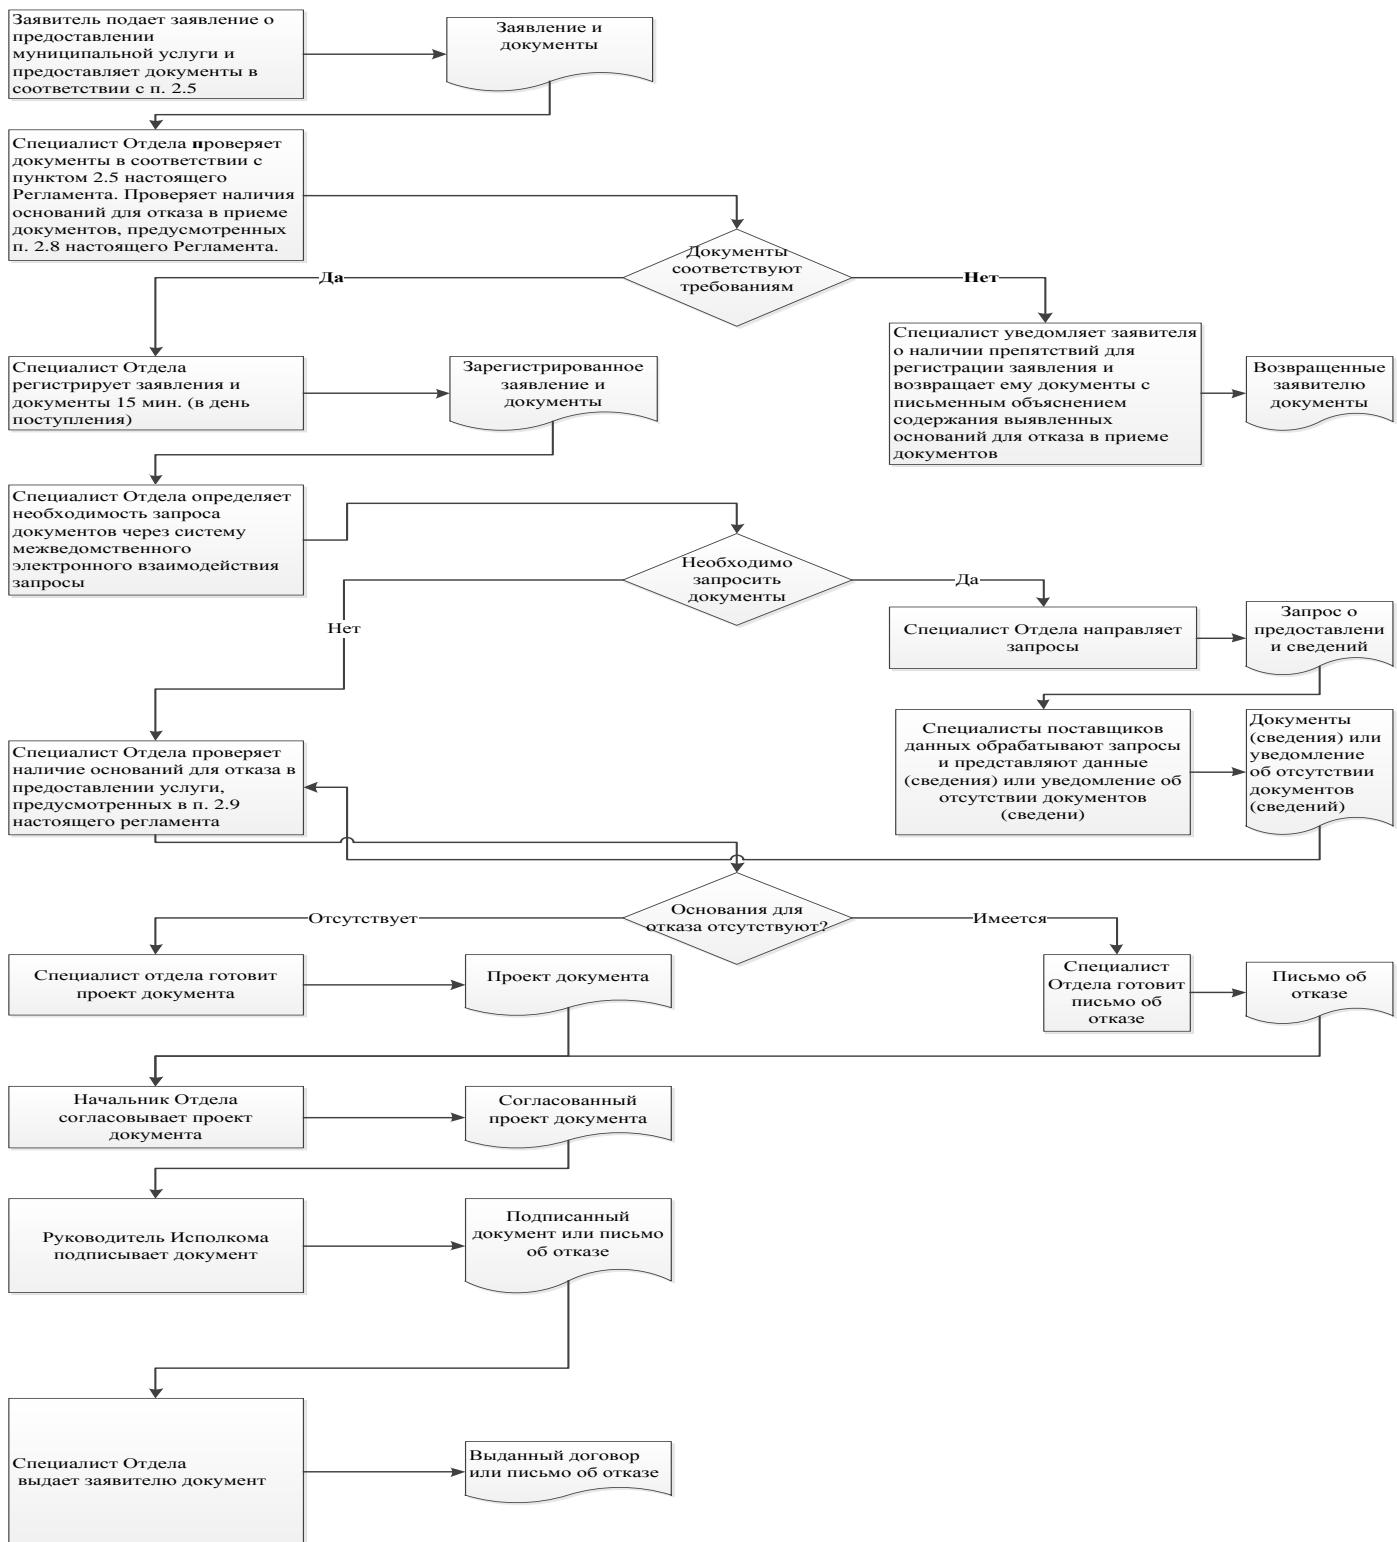 Заявитель подает заявление о
предоставлении
муниципальной услуги и
предоставляет документы в
соответствии с п. 2.5
Заявление и
документы
Специалист Отдела проверяет
документы в соответствии с
пунктом 2.5 настоящего
Регламента. Проверяет наличия
оснований для отказа в приеме
документов, предусмотренных
п. 2.8 настоящего Регламента.
Документы
соответствуют
требованиям
Да
Нет
Специалист Отдела
регистрирует заявления и
документы 15 мин. (в день
поступления)
Зарегистрированное
заявление и
документы
Специалист уведомляет заявителя
о наличии препятствий для
регистрации заявления и
возвращает ему документы с
письменным объяснением
содержания выявленных
оснований для отказа в приеме
документов
Возвращенные
заявителю
документы
Специалист Отдела определяет
необходимость запроса
документов через систему
межведомственного
электронного взаимодействия
запросы
Необходимо
запросить
документы
Да
Нет
Специалист Отдела направляет
запросы
Запрос о
предоставлени
и сведений
Специалисты поставщиков
данных обрабатывают запросы
и представляют данные
(сведения) или уведомление об
отсутствии документов
(сведени)
Документы
(сведения) или
уведомление
об отсутствии
документов
(сведений)
Специалист Отдела проверяет
наличие оснований для отказа в
предоставлении услуги,
предусмотренных в п. 2.9
настоящего регламента
Основания для
отказа отсутствуют?
Отсутствует
Имеется
Специалист отдела готовит
проект документа
Проект документа
Специалист
Отдела готовит
письмо об
отказе
Письмо об
отказе
Начальник Отдела
согласовывает проект
документа
Согласованный
проект документа
Руководитель Исполкома
подписывает документ
Подписанный
документ или письмо
об отказе
Специалист Отдела
выдает заявителю документ
Выданный договор
или письмо об отказе